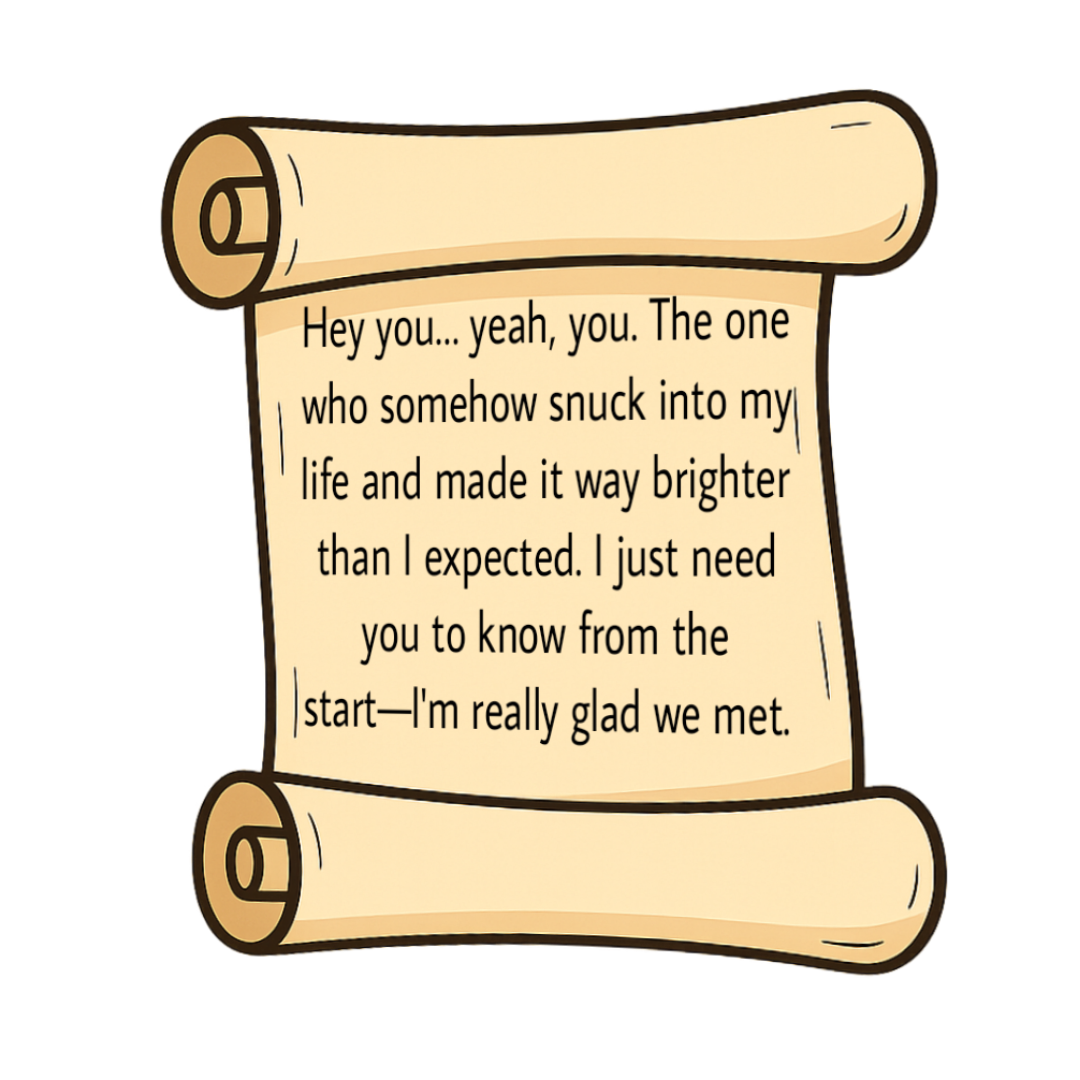 Hey you... yeah, you. The one
who somehow snuck into my
life and made it way brighter
than I expected. I just need
you to know from the
start—I'm really glad we met.